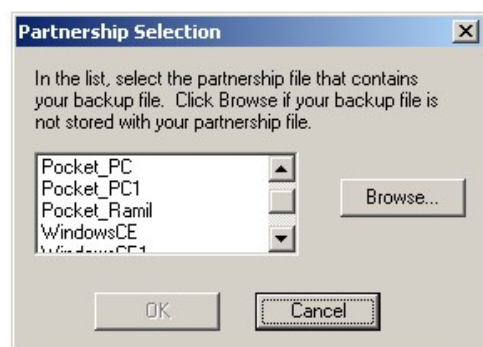 Partnership Selection
In the list, select the partnership file that contains
your backup file. Click Browse if your backup file is
not stored with your partnership file.
Pocket_PC
Pocket_PC1
Pocket_Ramil
WindowsCE
WindowsCE1
Browse...
OK
Cancel